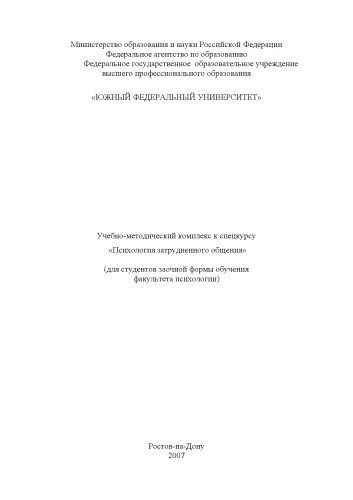 Министерство образования и науки Российской Федерации
Федеральное агентство по образованию
Федеральное государственное образовательное учреждение
высшего профессионального образования
«ЮЖНЫЙ ФЕДЕРАЛЬНЫЙ УНИВЕРСИТЕТ»
Учебно-методический комплекс к спецкурсу
«Психология затрудненного общения»
(для студентов заочной формы обучения
факультета психологии)
Ростов-на-Дону
2007